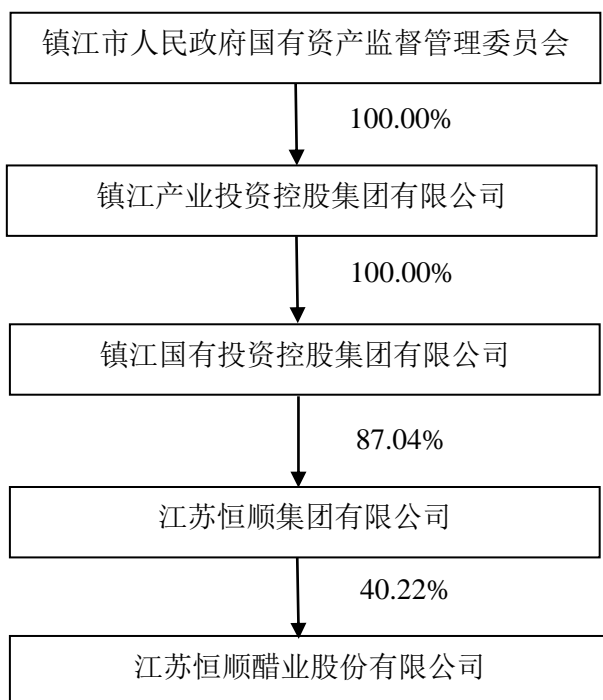 镇江市人民政府国有资产监督管理委员会
100.00%
镇江产业投资控股集团有限公司
100.00%
镇江国有投资控股集团有限公司
87.04%
江苏恒顺集团有限公司
40.22%
江苏恒顺醋业股份有限公司